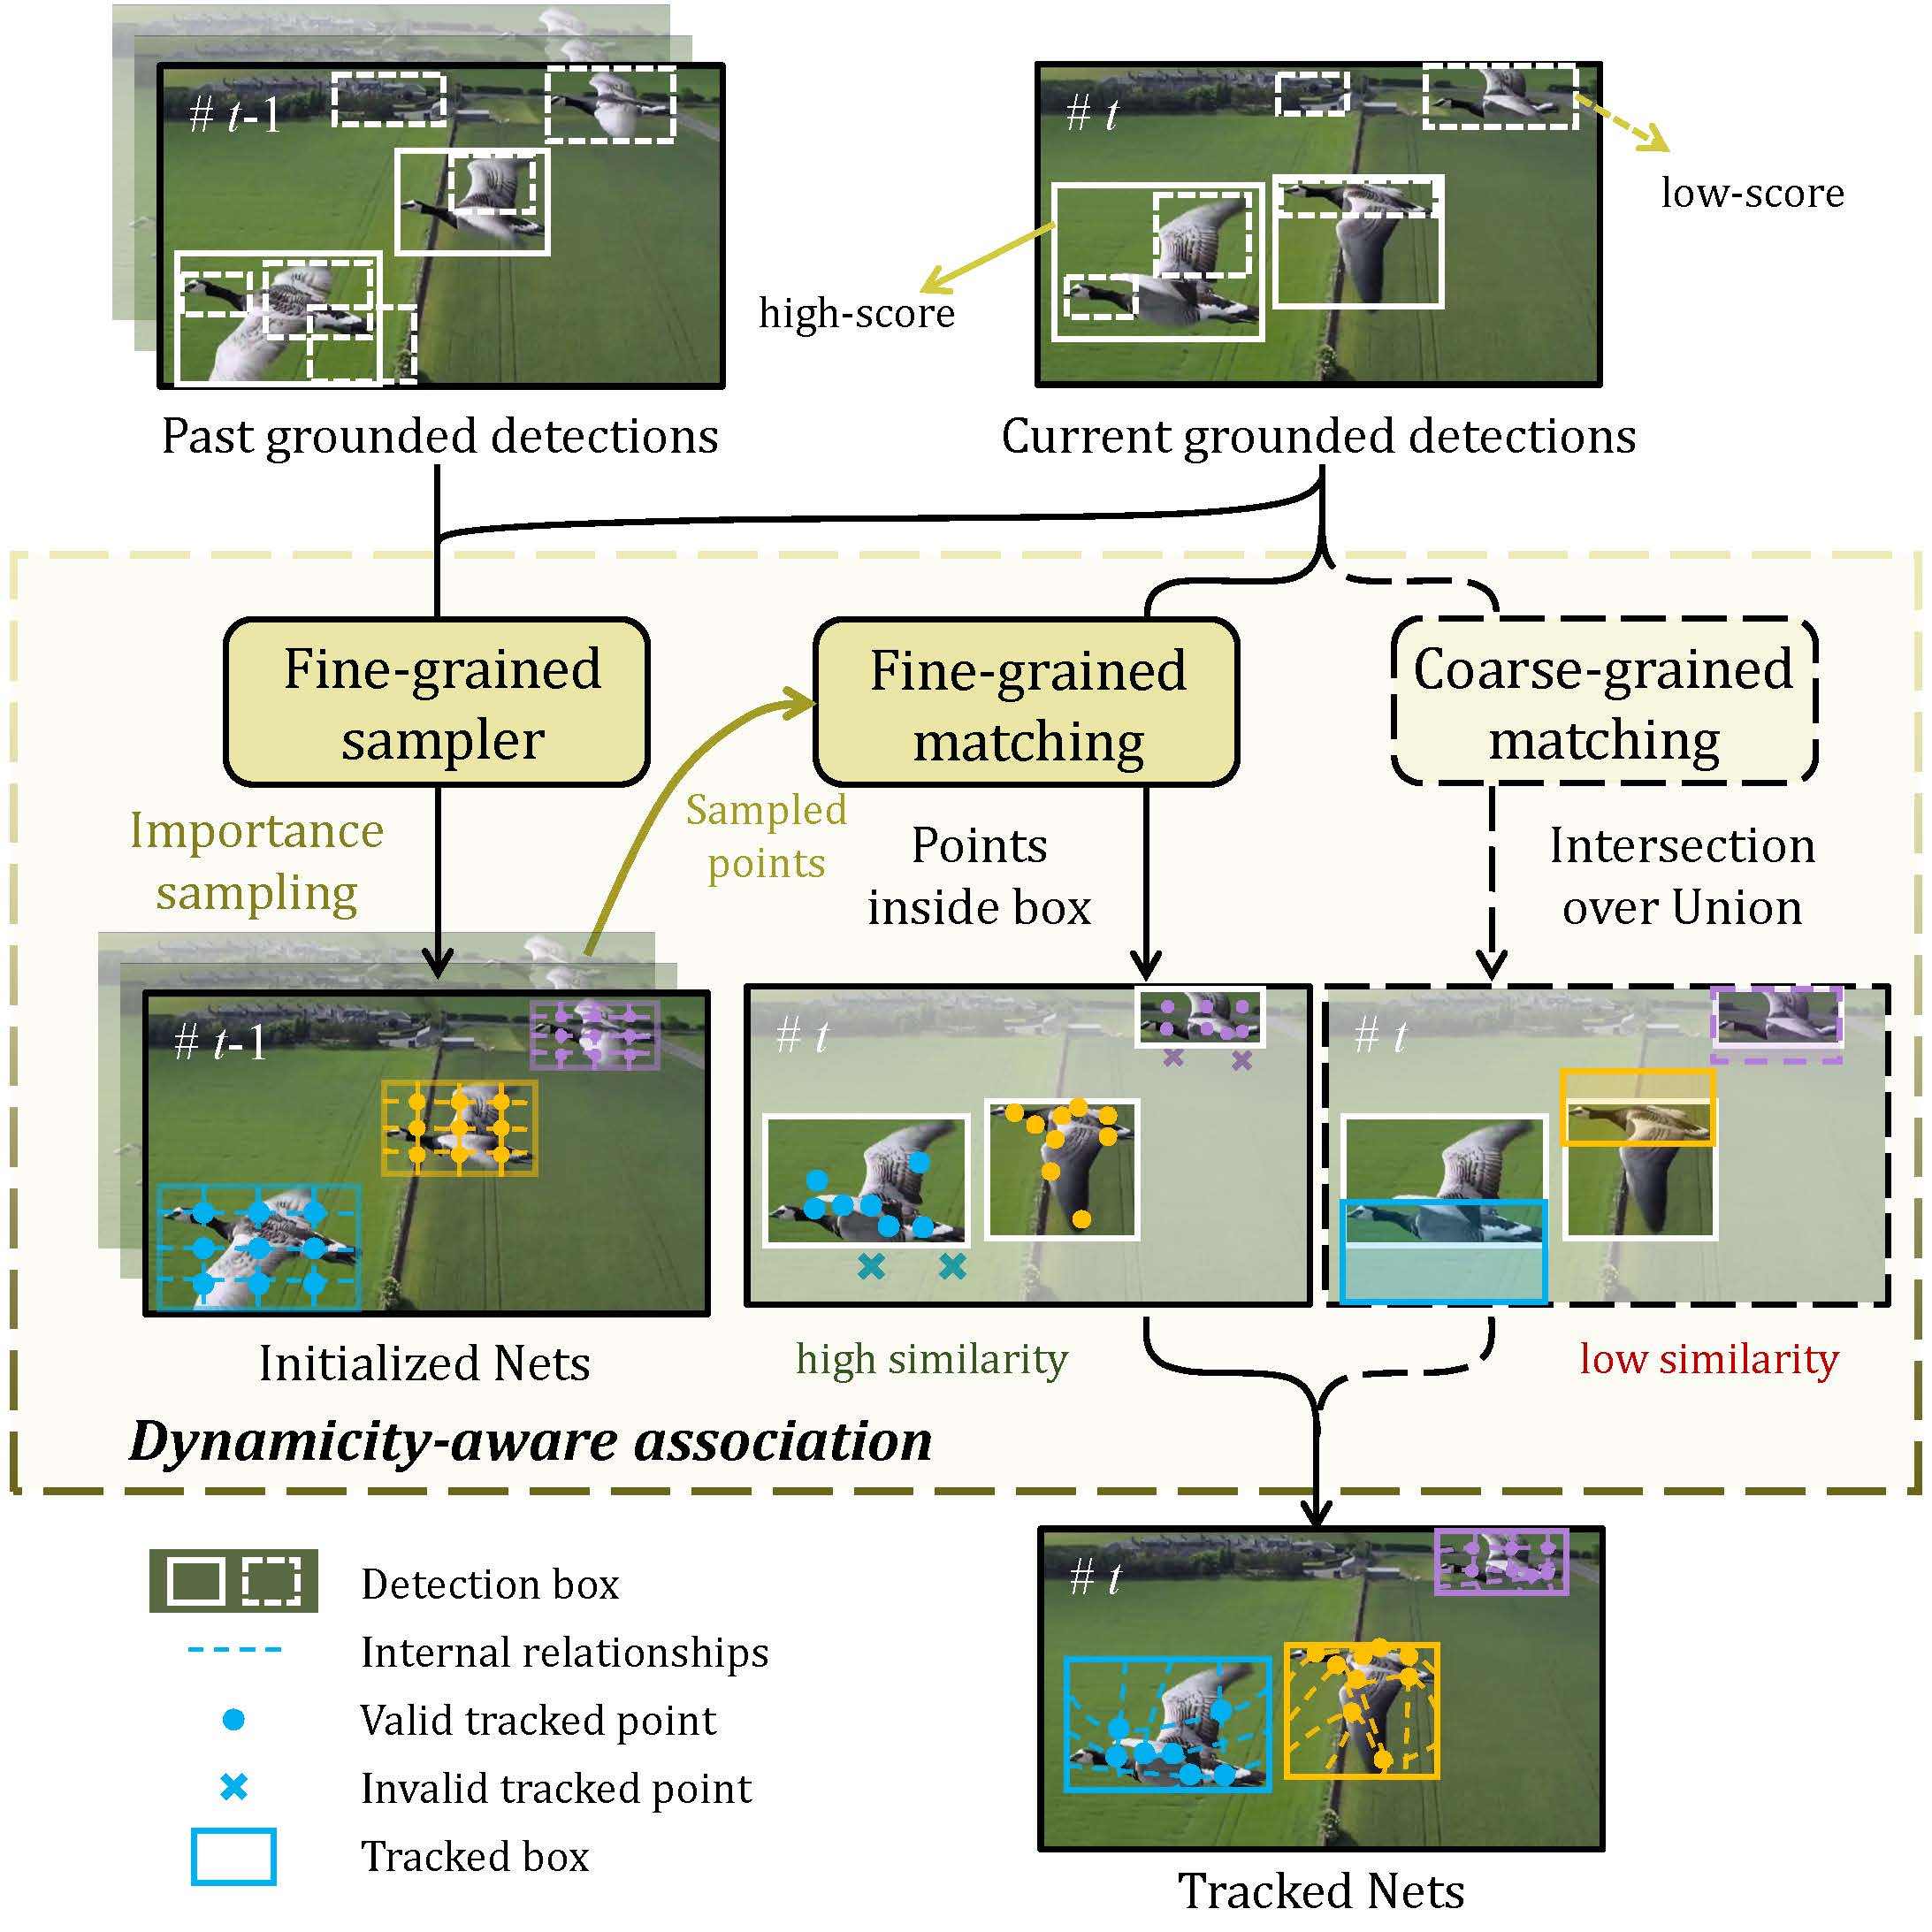 # t-1
# t
low-score
high-score
Past grounded detections
Current grounded detections
Fine-grained
sampler
Fine-grained
matching
Coarse-grained
matching
Importance
sampling
Sampled
points
Points
inside box
Intersection
over Union
# t-1
# t
# t
Initialized Nets
high similarity
low similarity
Dynamicity-aware association
Detection box
Internal relationships
Valid tracked point
Invalid tracked point
Tracked box
# t
Tracked Nets